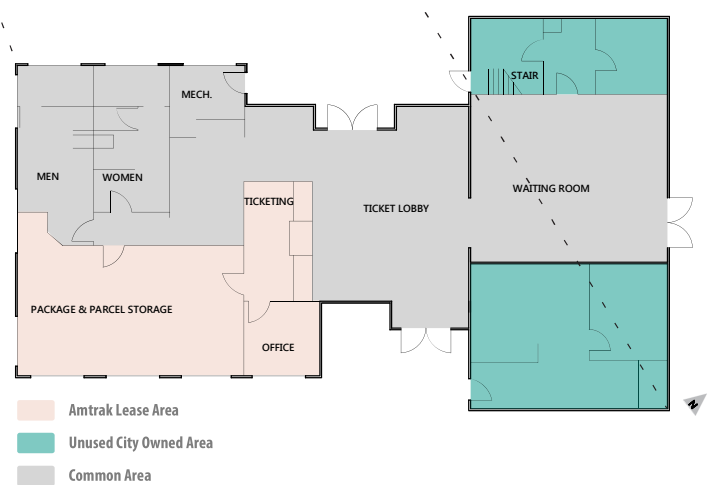 STAIR
MECH.
MEN
WOMEN
WAITING ROOM
TICKETING
TICKET LOBBY
PACKAGE & PARCEL STORAGE
OFFICE
N
Amtrak Lease Area
Unused City Owned Area
Common Area